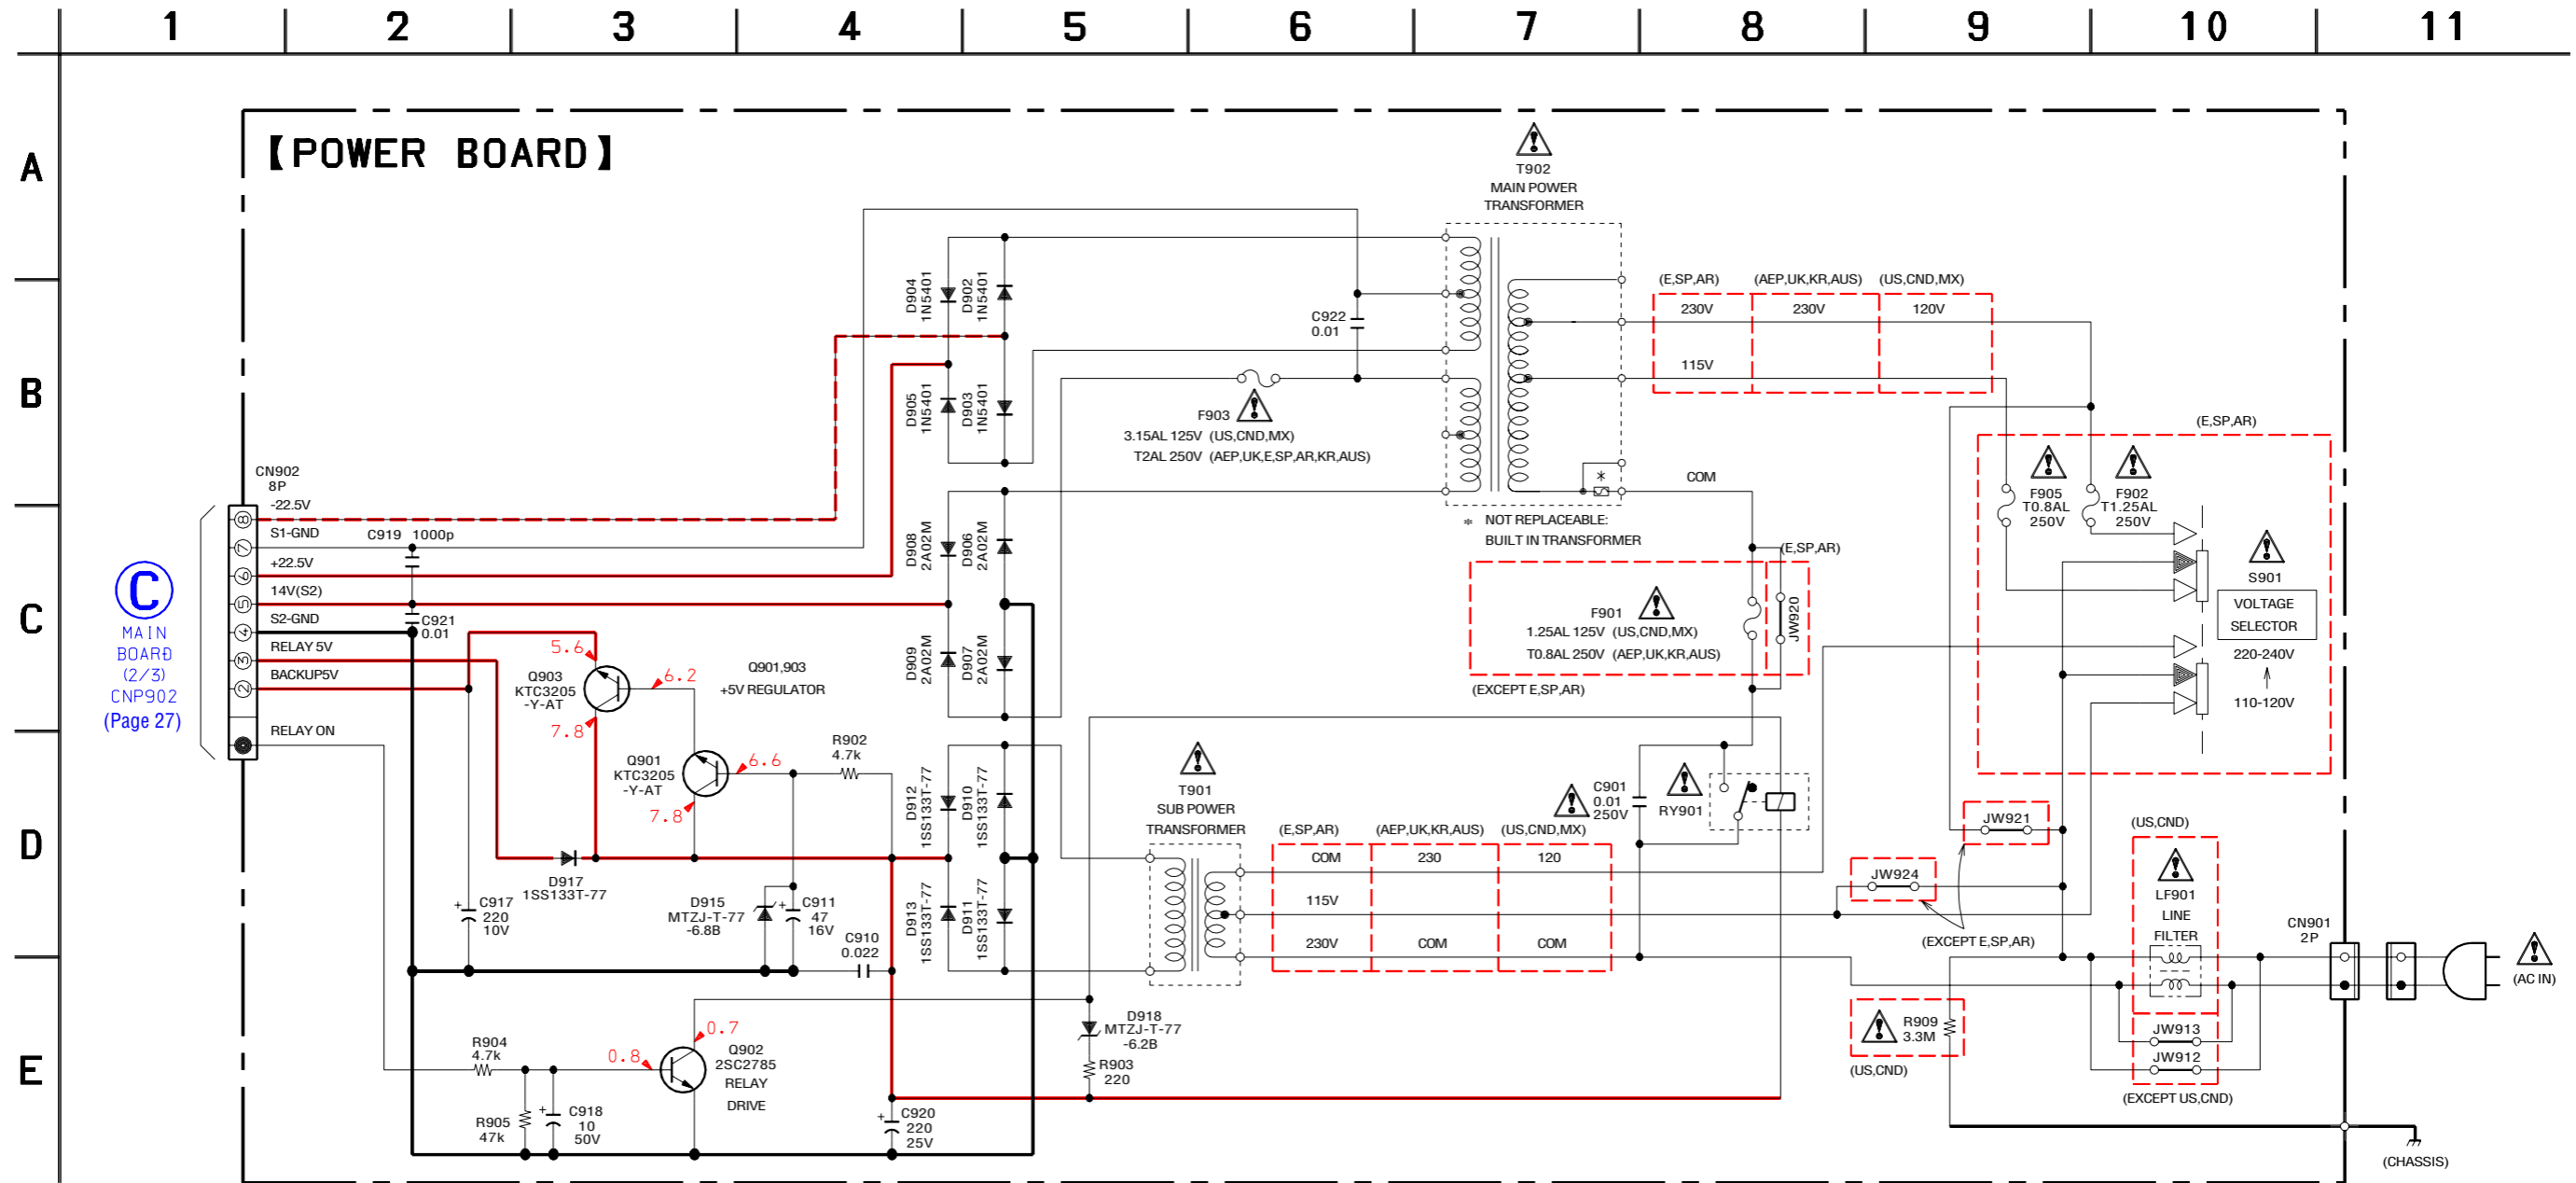 1 2 3 4 5 6 7 8 9 10 11
A
B
C
D
E
【POWER BOARD】
T902
MAIN POWER
TRANSFORMER
D904
1N5401
D902
1N5401
D905
1N5401
D903
1N5401
C922
0.01
F903
3.15AL 125V (US,CND,MX)
T2AL 250V (AEP,UK,E,SP,AR,KR,AUS)
(E,SP,AR) (AEP,UK,KR,AUS) (US,CND,MX)
230V 230V 120V
115V
COM
* NOT REPLACEABLE:
BUILT IN TRANSFORMER
(E,SP,AR)
F905
T0.8AL
250V
F902
T1.25AL
250V
S901
VOLTAGE
SELECTOR
220-240V
110-120V
CN902
8P
-22.5V
S1-GND
+22.5V
14V(S2)
S2-GND
RELAY 5V
BACKUP5V
RELAY ON
8
7
6
5
4
3
2
C
MAIN
BOARD
(2/3)
CNP902
(Page 27)
C919 1000p
C921
0.01
5.6
Q903
KTC3205
-Y-AT
6.2
7.8
Q901,903
+5V REGULATOR
D908
2A02M
D906
2A02M
D909
2A02M
D907
2A02M
(E,SP,AR)
F901
1.25AL 125V (US,CND,MX)
T0.8AL 250V (AEP,UK,KR,AUS)
JW920
(EXCEPT E,SP,AR)
Q901
KTC3205
-Y-AT
6.6
7.8
R902
4.7k
D912
1SS133T-77
D910
1SS133T-77
D913
1SS133T-77
D911
1SS133T-77
T901
SUB POWER
TRANSFORMER
C901
0.01
250V
RY901
(E,SP,AR) (AEP,UK,KR,AUS) (US,CND,MX)
COM 230 120
115V
230V COM COM
JW921
JW924
(EXCEPT E,SP,AR)
(US,CND)
LF901
LINE
FILTER
CN901
2P
(AC IN)
D917
1SS133T-77
C917
220
10V
D915
MTZJ-T-77
-6.8B
C911
47
16V
C910
0.022
D918
MTZJ-T-77
-6.2B
R903
220
R904
4.7k
0.8
0.7
Q902
2SC2785
RELAY
DRIVE
R905
47k
C918
10
50V
C920
220
25V
R909
3.3M
(US,CND)
JW913
JW912
(EXCEPT US,CND)
(CHASSIS)